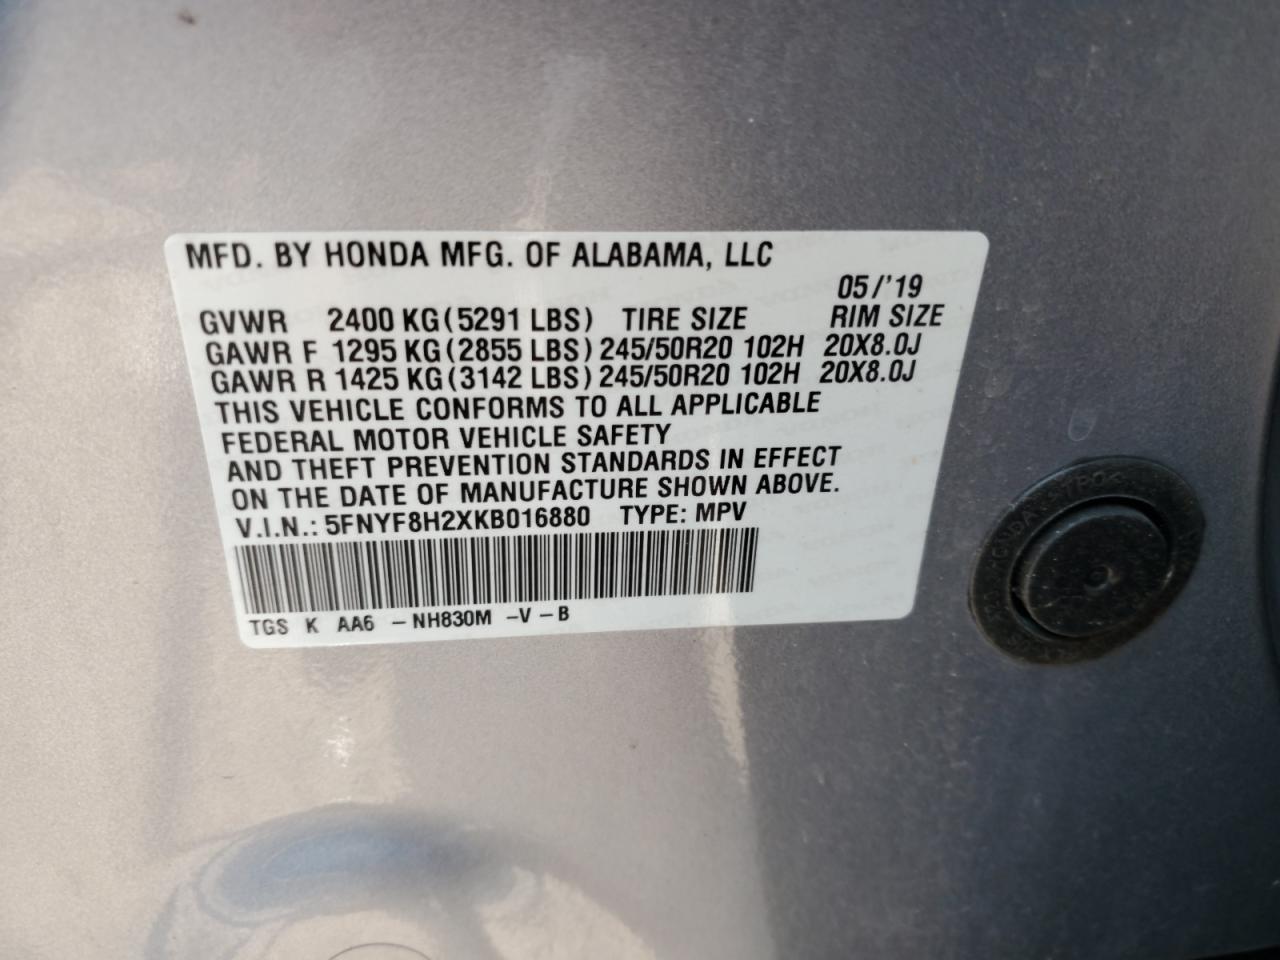 MFD. BY HONDA MFG. OF ALABAMA, LLC
05/'19
GVWR 2400 KG(5291 LBS) TIRE SIZE RIM SIZE
GAWR F 1295 KG(2855 LBS) 245/50R20 102H 20X8.0J
GAWR R 1425 KG(3142 LBS) 245/50R20 102H 20X8.0J
THIS VEHICLE CONFORMS TO ALL APPLICABLE
FEDERAL MOTOR VEHICLE SAFETY
AND THEFT PREVENTION STANDARDS IN EFFECT
ON THE DATE OF MANUFACTURE SHOWN ABOVE.
V.I.N.: 5FNYF8H2XKB016880 TYPE: MPV
TGS K AA6 -NH830M -V-B